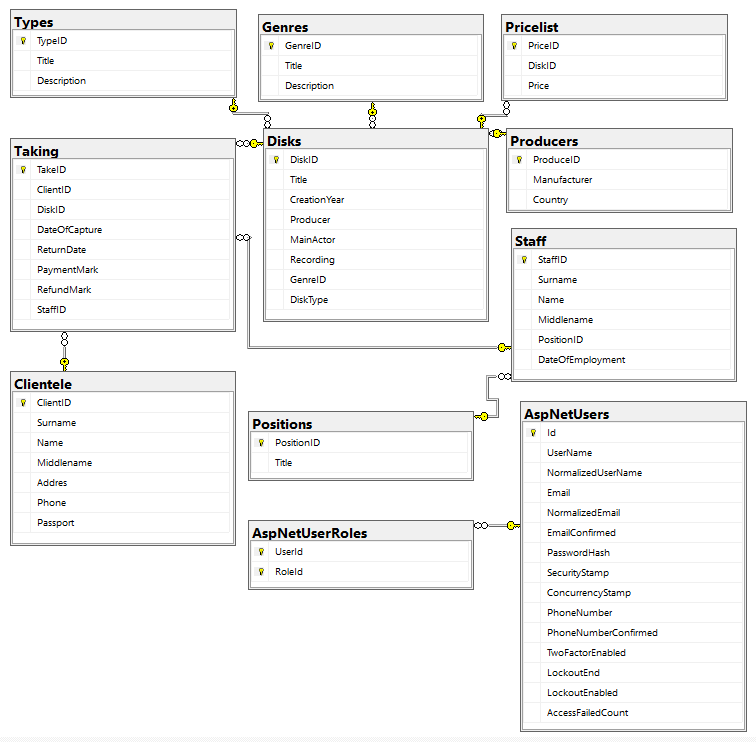 Types
TypeID
Title
Description
Genres
GenreID
Title
Description
Pricelist
PriceID
DiskID
Price
Taking
TakeID
ClientID
DiskID
DateOfCapture
ReturnDate
PaymentMark
RefundMark
StaffID
Disks
DiskID
Title
CreationYear
Producer
MainActor
Recording
GenreID
DiskType
Producers
ProduceID
Manufacturer
Country
Staff
StaffID
Surname
Name
Middlename
PositionID
DateOfEmployment
Clientele
ClientID
Surname
Name
Middlename
Addres
Phone
Passport
Positions
PositionID
Title
AspNetUserRoles
UserId
RoleId
AspNetUsers
Id
UserName
NormalizedUserName
Email
NormalizedEmail
EmailConfirmed
PasswordHash
SecurityStamp
ConcurrencyStamp
PhoneNumber
PhoneNumberConfirmed
TwoFactorEnabled
LockoutEnd
LockoutEnabled
AccessFailedCount